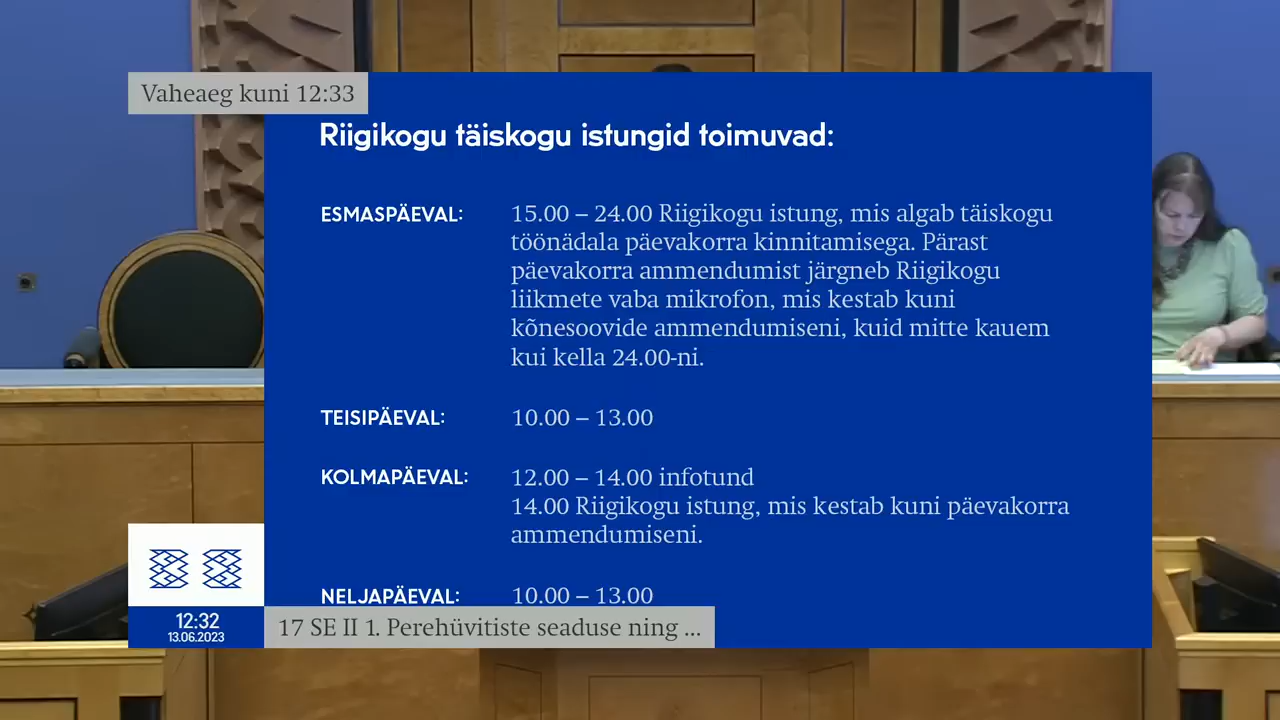 Vaheaeg kuni 12:33
Riigikogu täiskogu istungid toimuvad:
ESMASPÄEVAL:
15.00 – 24.00 Riigikogu istung, mis algab täiskogu
töönädala päevakorra kinnitamisega. Pärast
päevakorra ammendumist järgneb Riigikogu
liikmete vaba mikrofon, mis kestab kuni
kõnesoovide ammendumiseni, kuid mitte kauem
kui kella 24.00-ni.
TEISIPÄEVAL:
10.00 – 13.00
KOLMAPÄEVAL:
12.00 – 14.00 infotund
14.00 Riigikogu istung, mis kestab kuni päevakorra
ammendumiseni.
NELJAPÄEVAL:
10.00 – 13.00
12:32
13.06.2023
17 SE II 1. Perehüvitiste seaduse ning ...